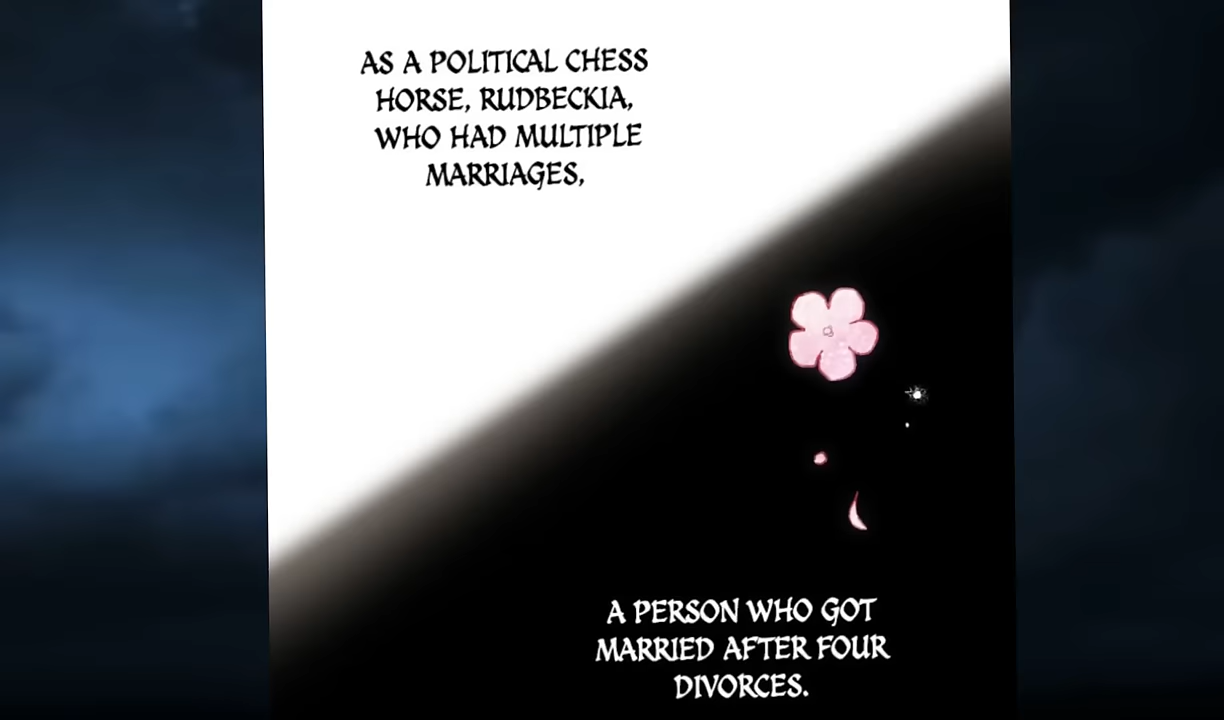 AS A POLITICAL CHESS
HORSE, RUDBECKIA,
WHO HAD MULTIPLE
MARRIAGES,
A PERSON WHO GOT
MARRIED AFTER FOUR
DIVORCES.